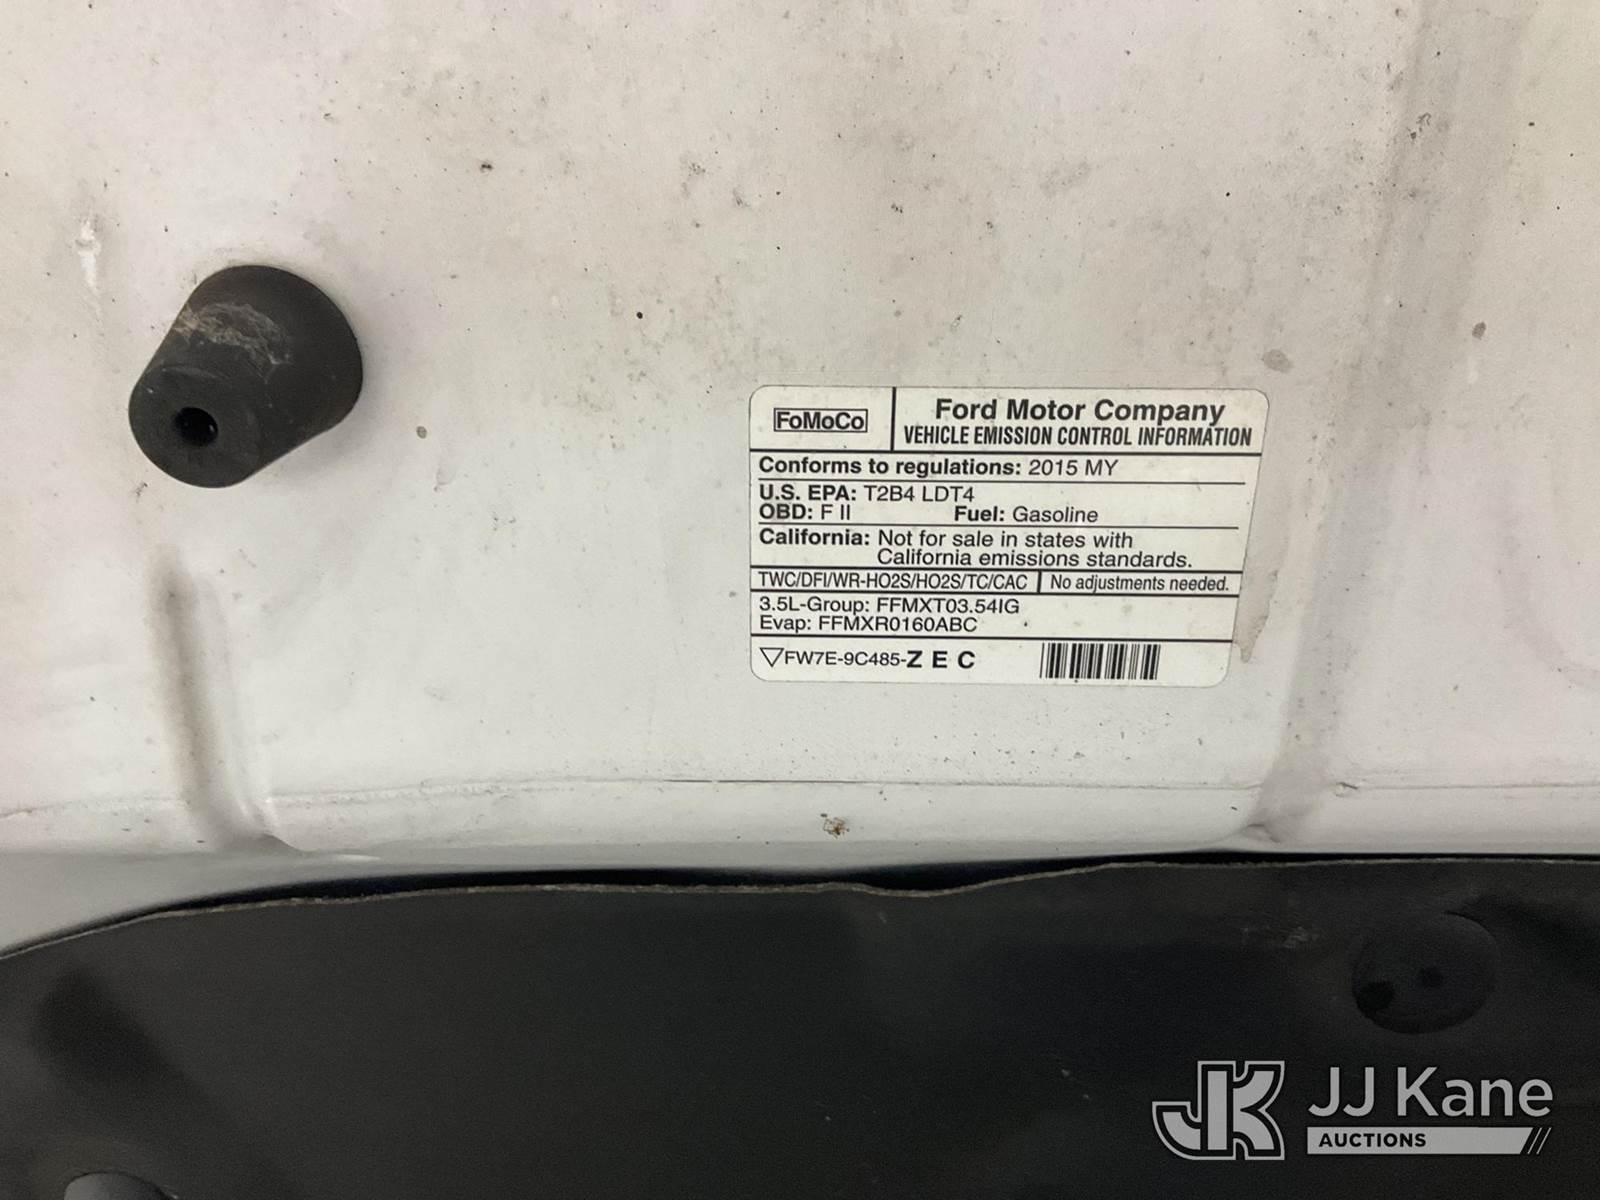 FoMoCo
Ford Motor Company
VEHICLE EMISSION CONTROL INFORMATION
Conforms to regulations: 2015 MY
U.S. EPA: T2B4 LDT4
OBD: F II Fuel: Gasoline
California: Not for sale in states with
California emissions standards.
TWC/DFI/WR-HO2S/HO2S/TC/CAC No adjustments needed.
3.5L-Group: FFMXT03.54IG
Evap: FFMXR0160ABC
FW7E-9C485-Z E C
JK JJ Kane
AUCTIONS